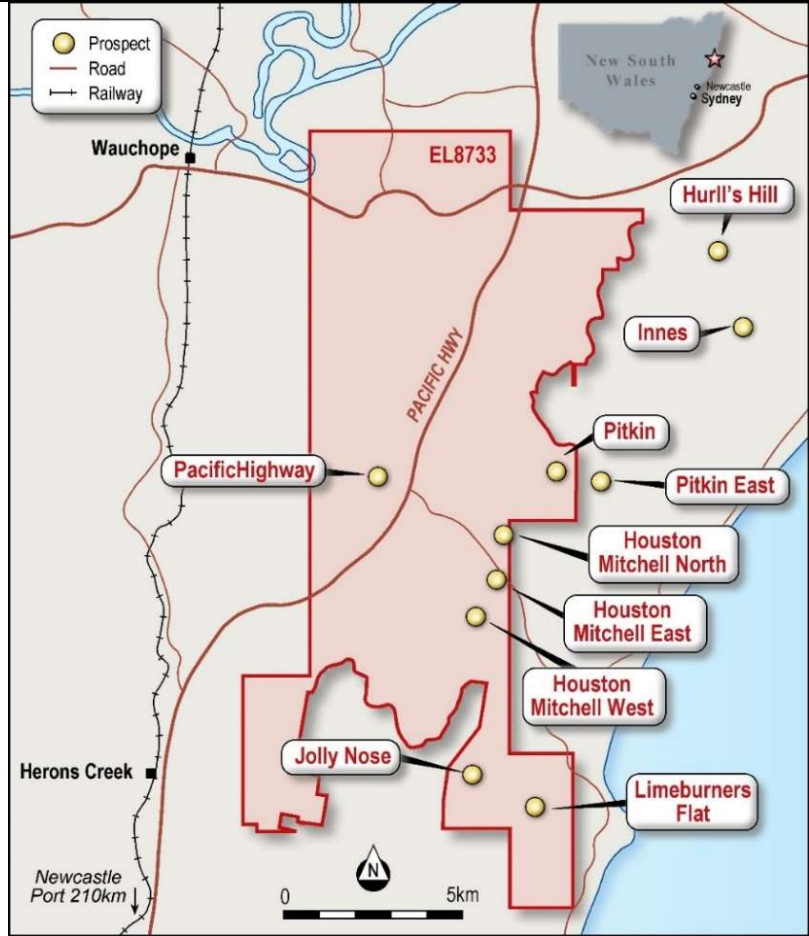 Prospect
Road
Railway
New South
Wales
Newcastle
Sydney
Wauchope
EL8733
Hurll's Hill
Innes
PACIFIC HWY
Pitkin
PacificHighway
Pitkin East
Houston
Mitchell North
Houston
Mitchell East
Houston
Mitchell West
Jolly Nose
Herons Creek
Limeburners
Flat
Newcastle
Port 210km
N
0 5km